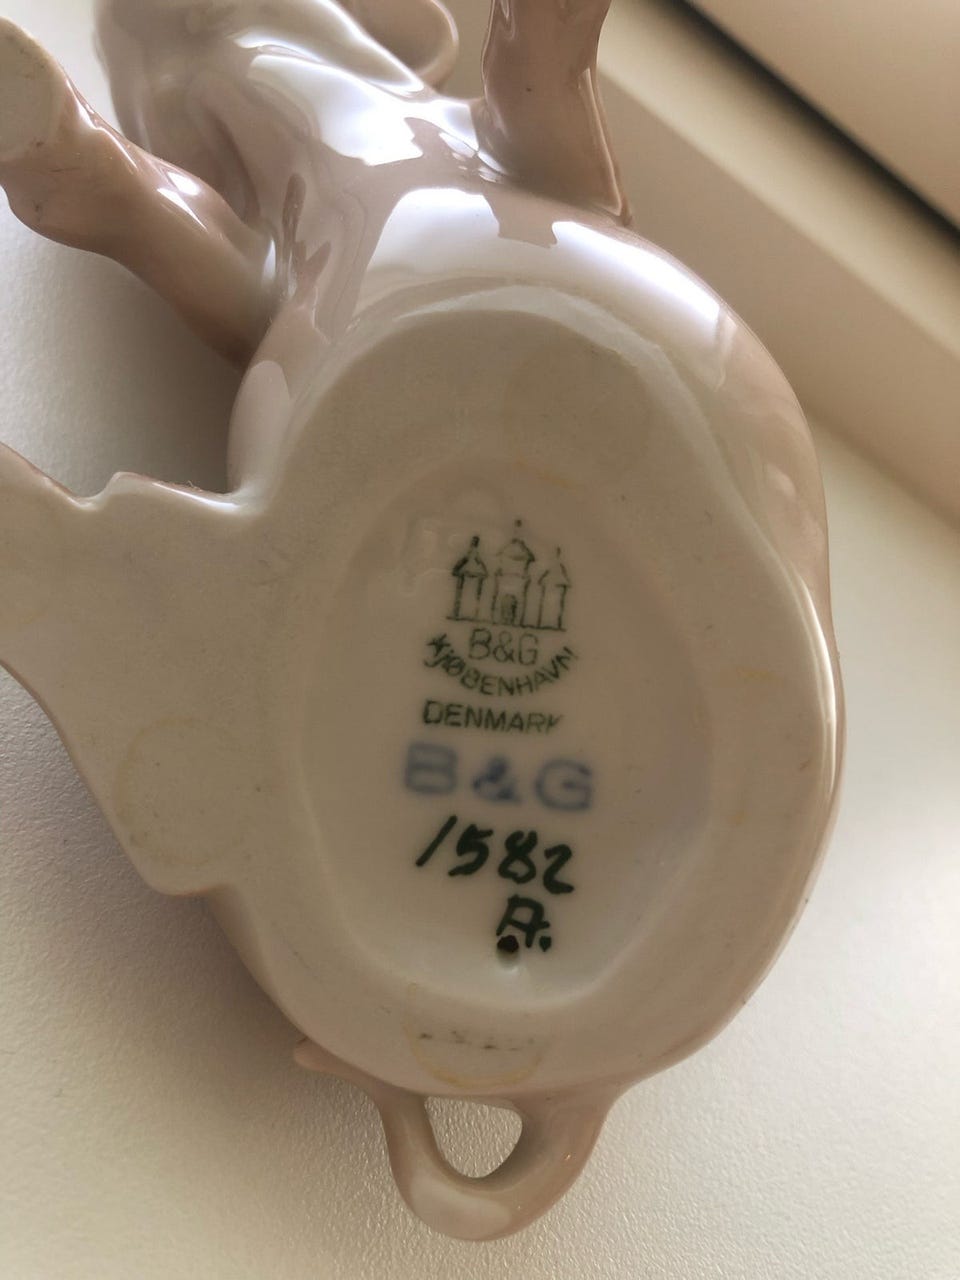 B&G
KJØBENHAVN
DENMARK
B&G
1582
A.